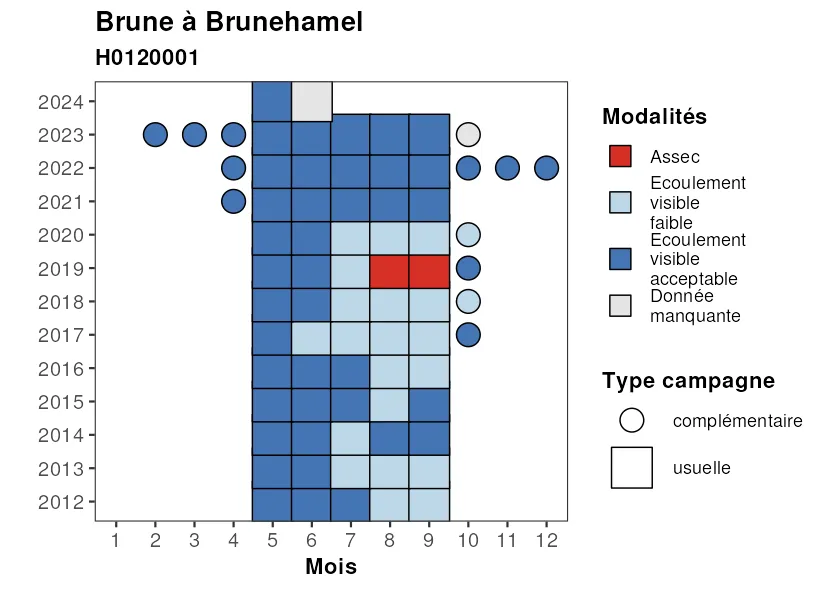 Brune à Brunehamel
H0120001
2024
2023
2022
2021
2020
2019
2018
2017
2016
2015
2014
2013
2012
1 2 3 4 5 6 7 8 9 10 11 12
Mois
Modalités
Assec
Ecoulement
visible
faible
Ecoulement
visible
acceptable
Donnée
manquante
Type campagne
complémentaire
usuelle